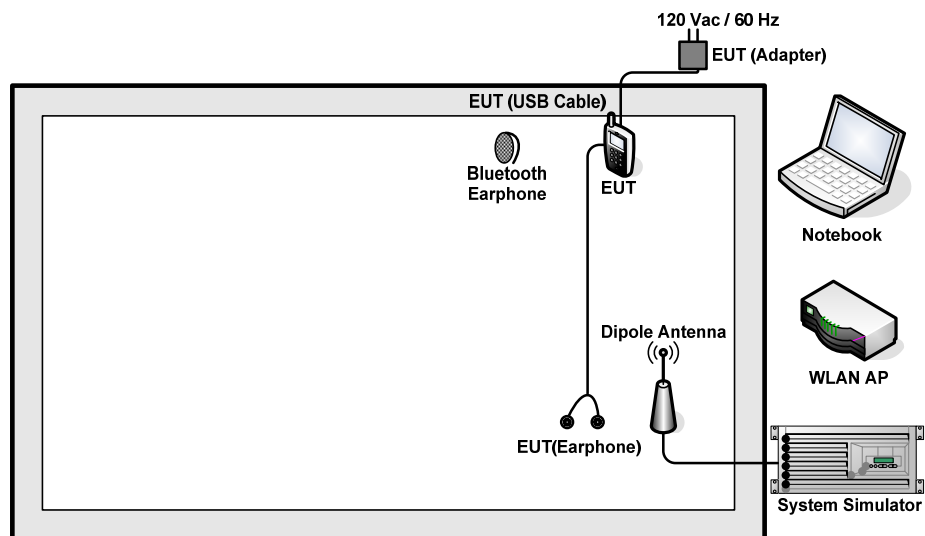 120 Vac / 60 Hz
EUT (Adapter)
EUT (USB Cable)
Bluetooth
Earphone
EUT
Notebook
Dipole Antenna
WLAN AP
EUT(Earphone)
System Simulator